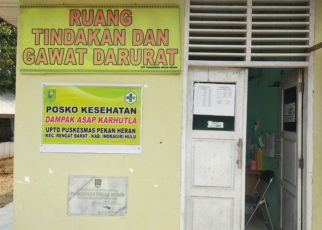 RUANG
TINDAKAN DAN
GAWAT DARURAT
POSKO KESEHATAN
DAMPAK ASAP KARHUTLA
UPTD PUSKESMAS PEKAN HERAN
KEC. RENGAT BARAT - KAB. INDRAGIRI HULU